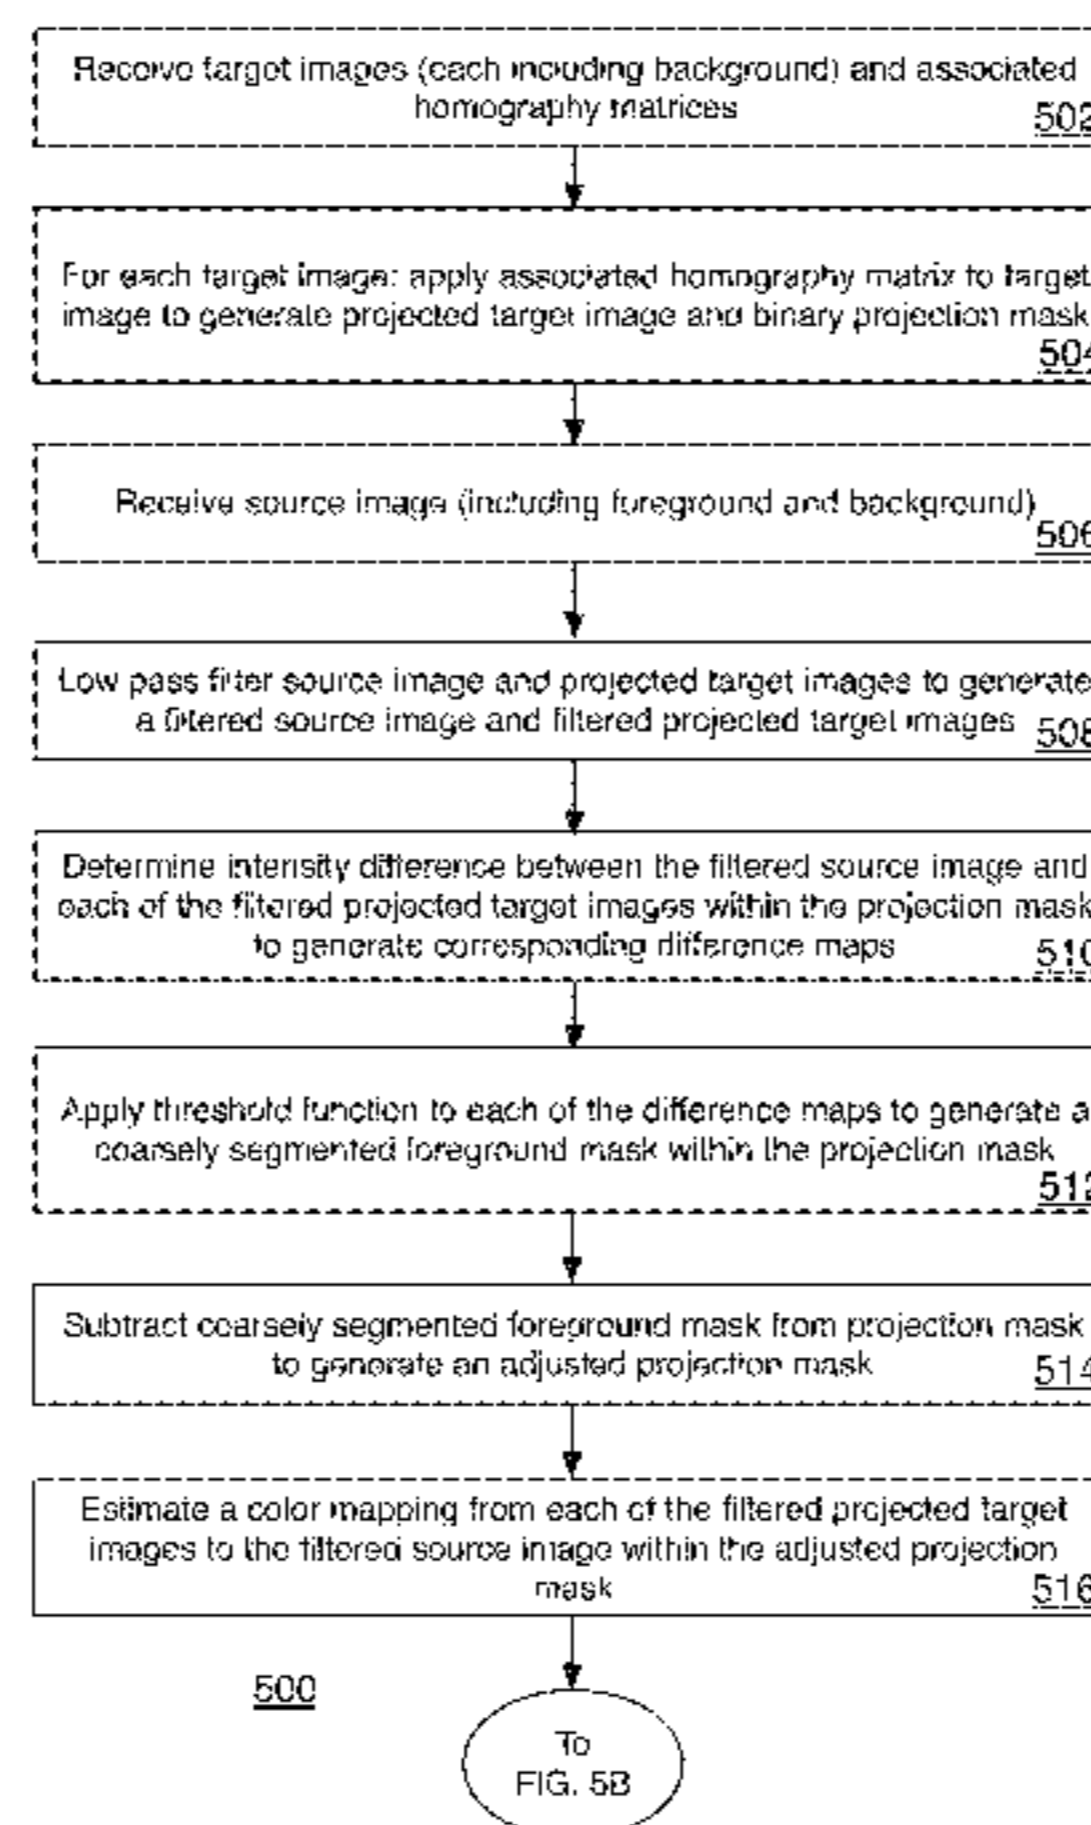 Receive target images (each including background) and associated
homography matrices
502
For each target image: apply associated homography matrix to target
image to generate projected target image and binary projection mask
504
Receive source image (including foreground and background)
506
Low pass filter source image and projected target images to generate
a filtered source image and filtered projected target images
508
Determine intensity difference between the filtered source image and
each of the filtered projected target images within the projection mask
to generate corresponding difference maps
510
Apply threshold function to each of the difference maps to generate a
coarsely segmented foreground mask within the projection mask
512
Subtract coarsely segmented foreground mask from projection mask
to generate an adjusted projection mask
514
Estimate a color mapping from each of the filtered projected target
images to the filtered source image within the adjusted projection
mask
516
500
To
FIG. 5B